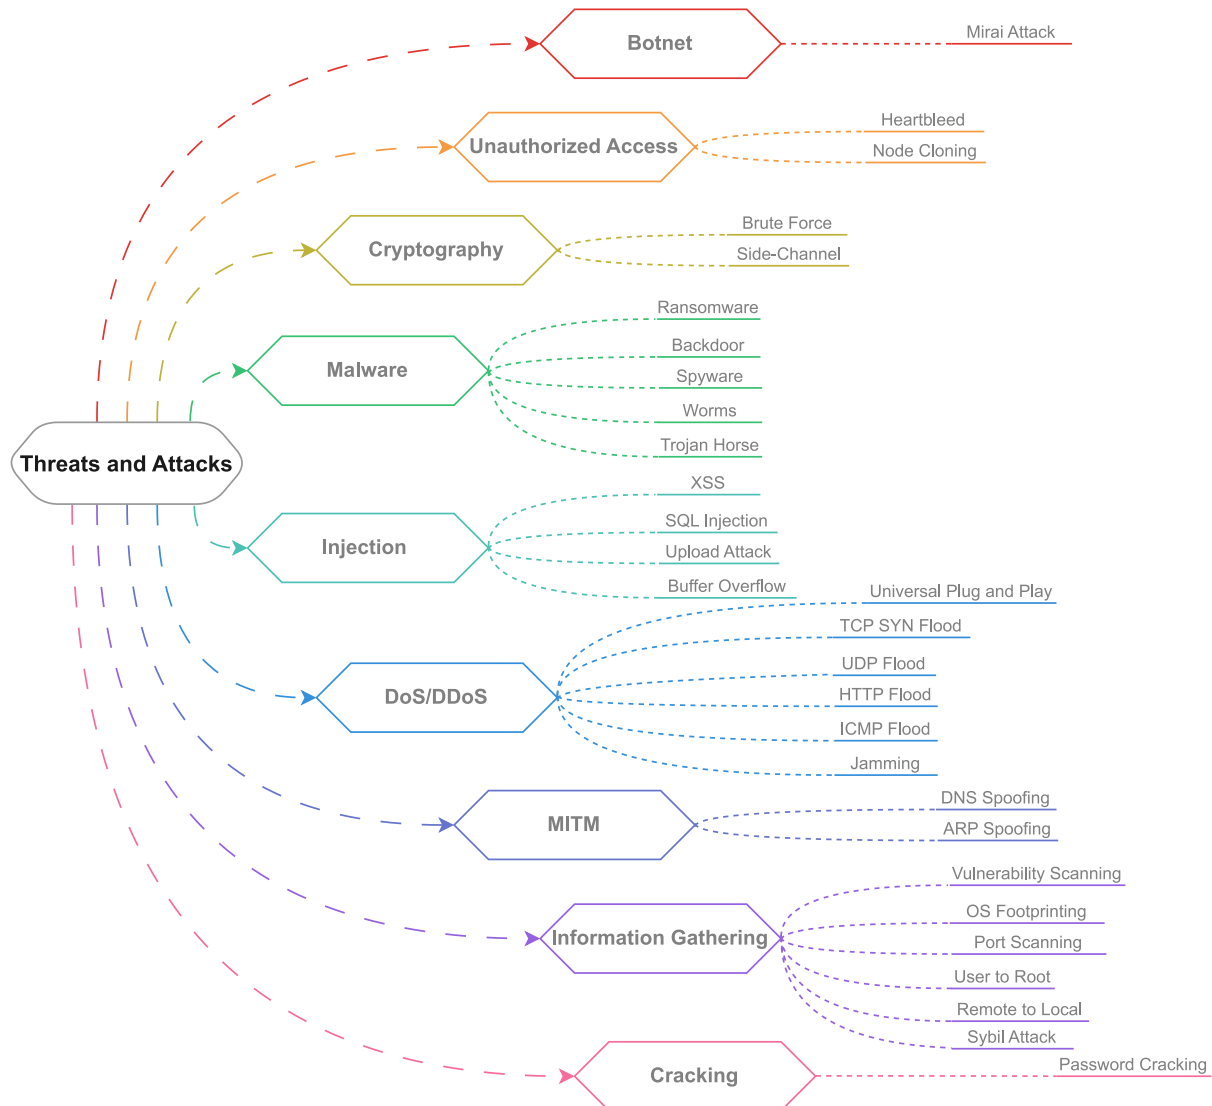 Botnet
Mirai Attack
Unauthorized Access
Heartbleed
Node Cloning
Cryptography
Brute Force
Side-Channel
Malware
Ransomware
Backdoor
Spyware
Worms
Trojan Horse
Threats and Attacks
Injection
XSS
SQL Injection
Upload Attack
Buffer Overflow
DoS/DDoS
Universal Plug and Play
TCP SYN Flood
UDP Flood
HTTP Flood
ICMP Flood
Jamming
MITM
DNS Spoofing
ARP Spoofing
Information Gathering
Vulnerability Scanning
OS Footprinting
Port Scanning
User to Root
Remote to Local
Sybil Attack
Cracking
Password Cracking